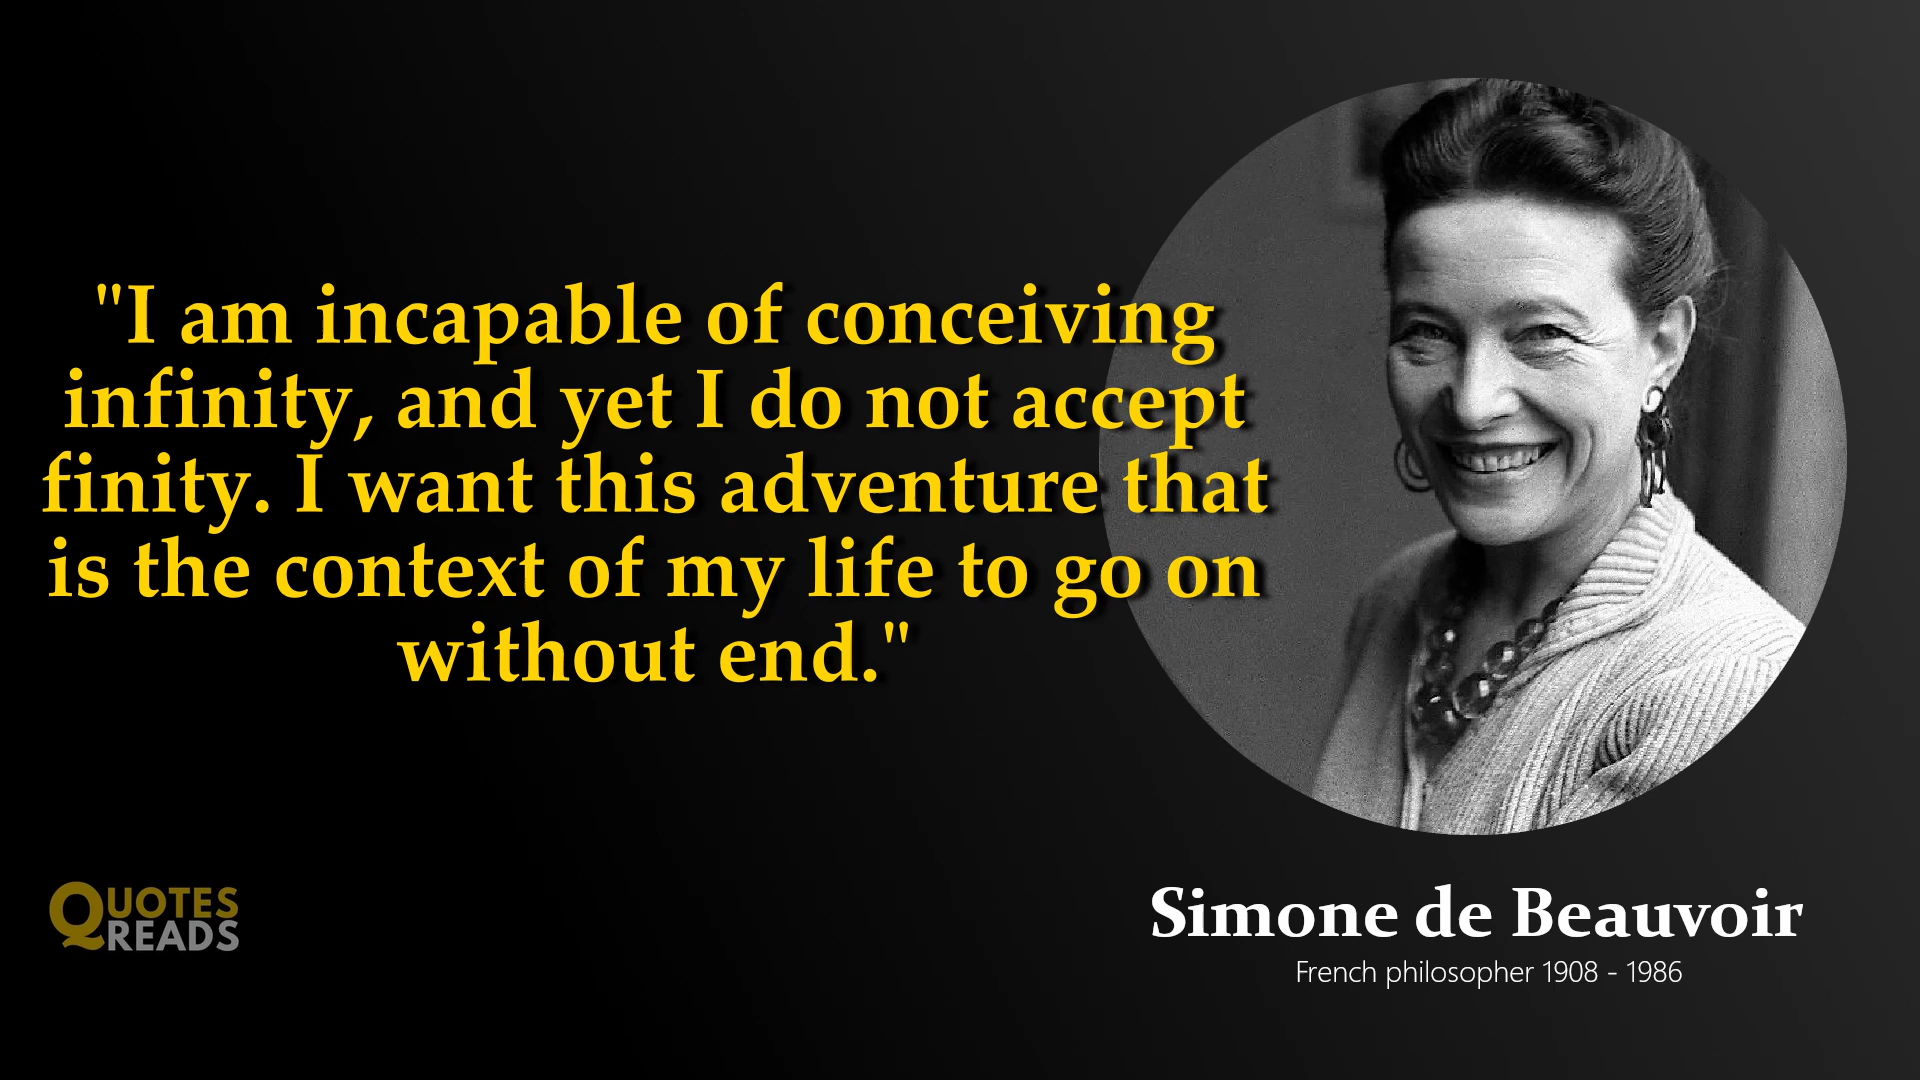 "I am incapable of conceiving
infinity, and yet I do not accept
finity. I want this adventure that
is the context of my life to go on
without end."
QUOTES
READS
Simone de Beauvoir
French philosopher 1908 - 1986